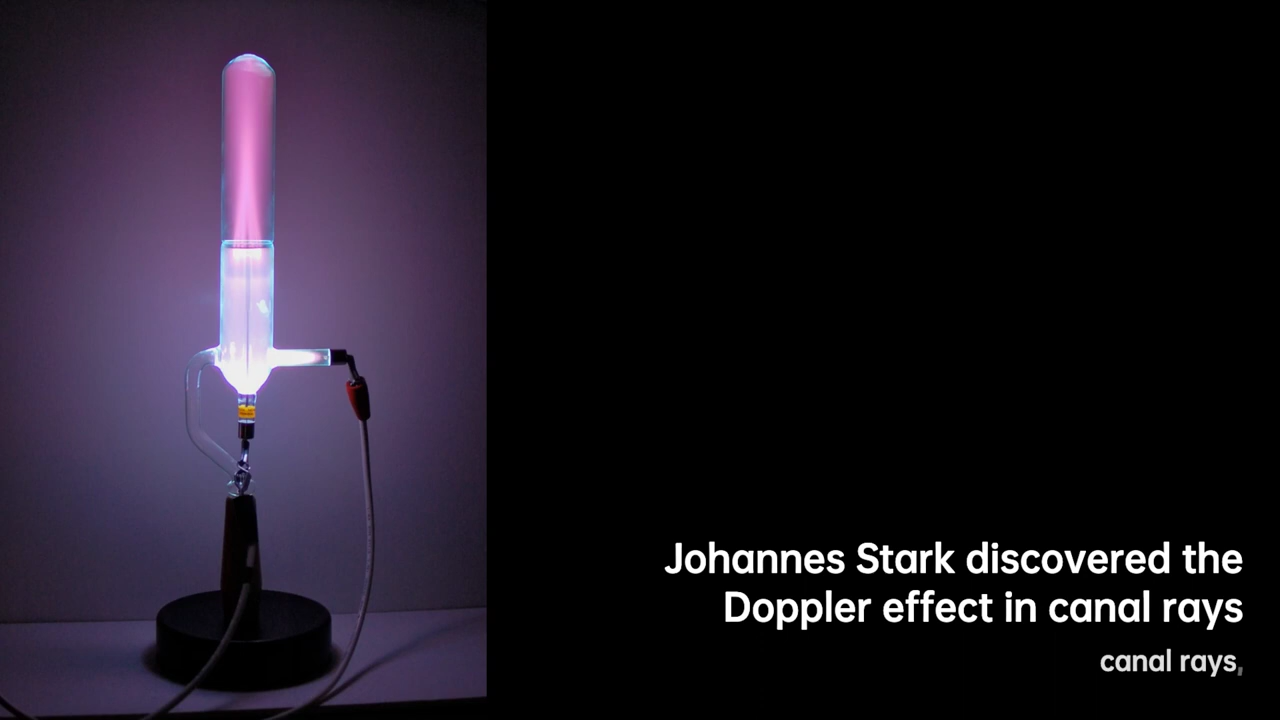 Johannes Stark discovered the
Doppler effect in canal rays
canal rays,